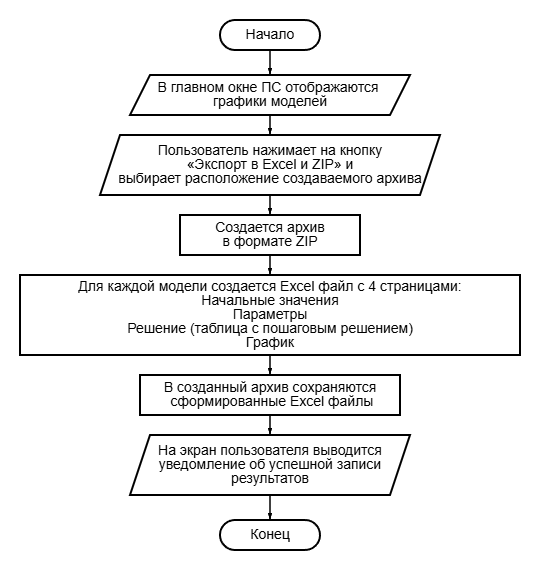 Начало
В главном окне ПС отображаются
графики моделей
Пользователь нажимает на кнопку
«Экспорт в Excel и ZIP» и
выбирает расположение создаваемого архива
Создается архив
в формате ZIP
Для каждой модели создается Excel файл с 4 страницами:
Начальные значения
Параметры
Решение (таблица с пошаговым решением)
График
В созданный архив сохраняются
сформированные Excel файлы
На экран пользователя выводится
уведомление об успешной записи
результатов
Конец